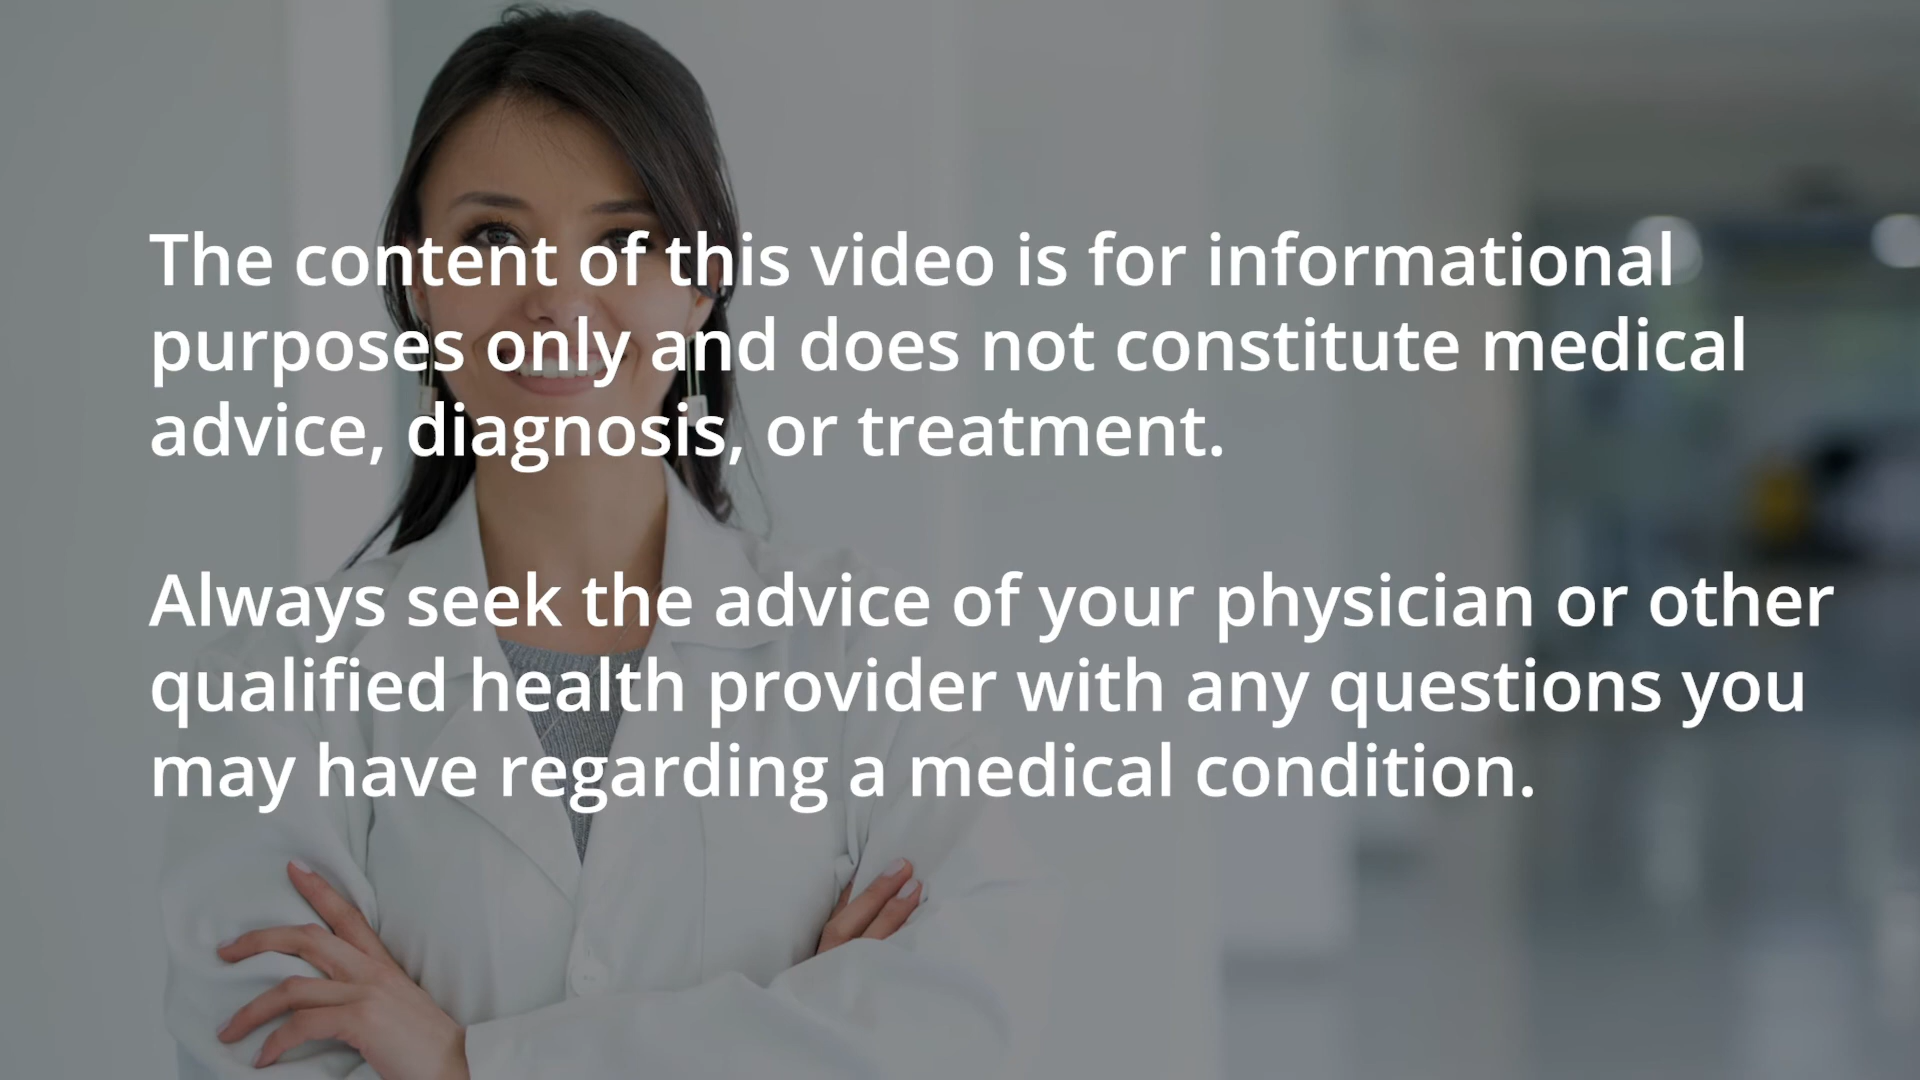 The content of this video is for informational
purposes only and does not constitute medical
advice, diagnosis, or treatment.
Always seek the advice of your physician or other
qualified health provider with any questions you
may have regarding a medical condition.